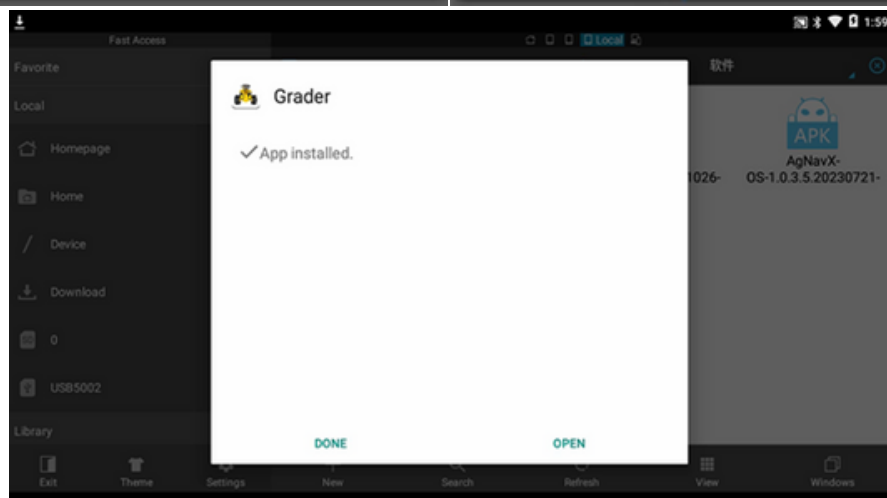 1:59
Fast Access
Local
Favorite
软件
Local
Grader
App installed.
APK
AgNavX-
1026-
OS-1.0.3.5.20230721-
Homepage
Home
Device
Download
0
USB5002
Library
DONE
OPEN
Exit
Theme
Settings
New
Search
Refresh
View
Windows